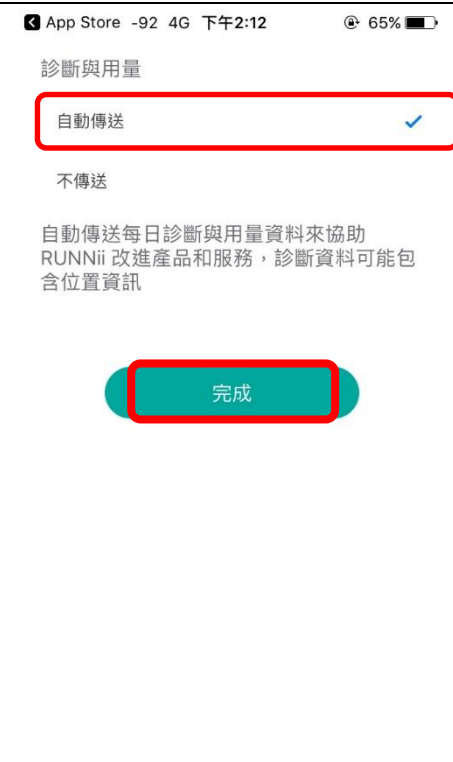 App Store -92 4G 下午2:12 65%
診斷與用量
自動傳送
不傳送
自動傳送每日診斷與用量資料來協助
RUNNii 改進產品和服務，診斷資料可能包
含位置資訊
完成